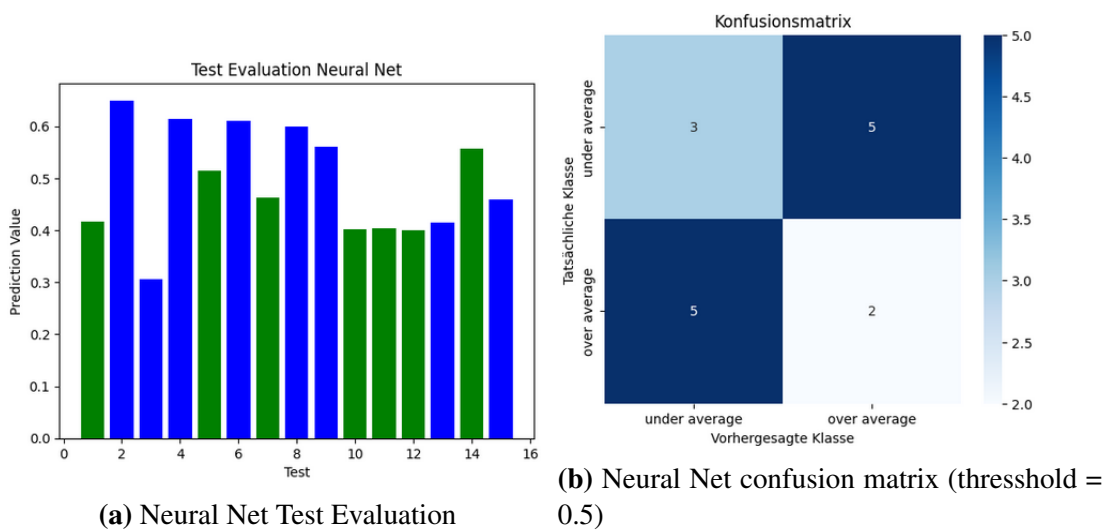 Test Evaluation Neural Net
Prediction Value
0.6
0.5
0.4
0.3
0.2
0.1
0.0
0 2 4 6 8 10 12 14 16
Test
(a) Neural Net Test Evaluation
Konfusionsmatrix
Tatsächliche Klasse
under average
over average
3 5
5 2
under average over average
Vorhergesagte Klasse
5.0
4.5
4.0
3.5
3.0
2.5
2.0
(b) Neural Net confusion matrix (thresshold =
0.5)